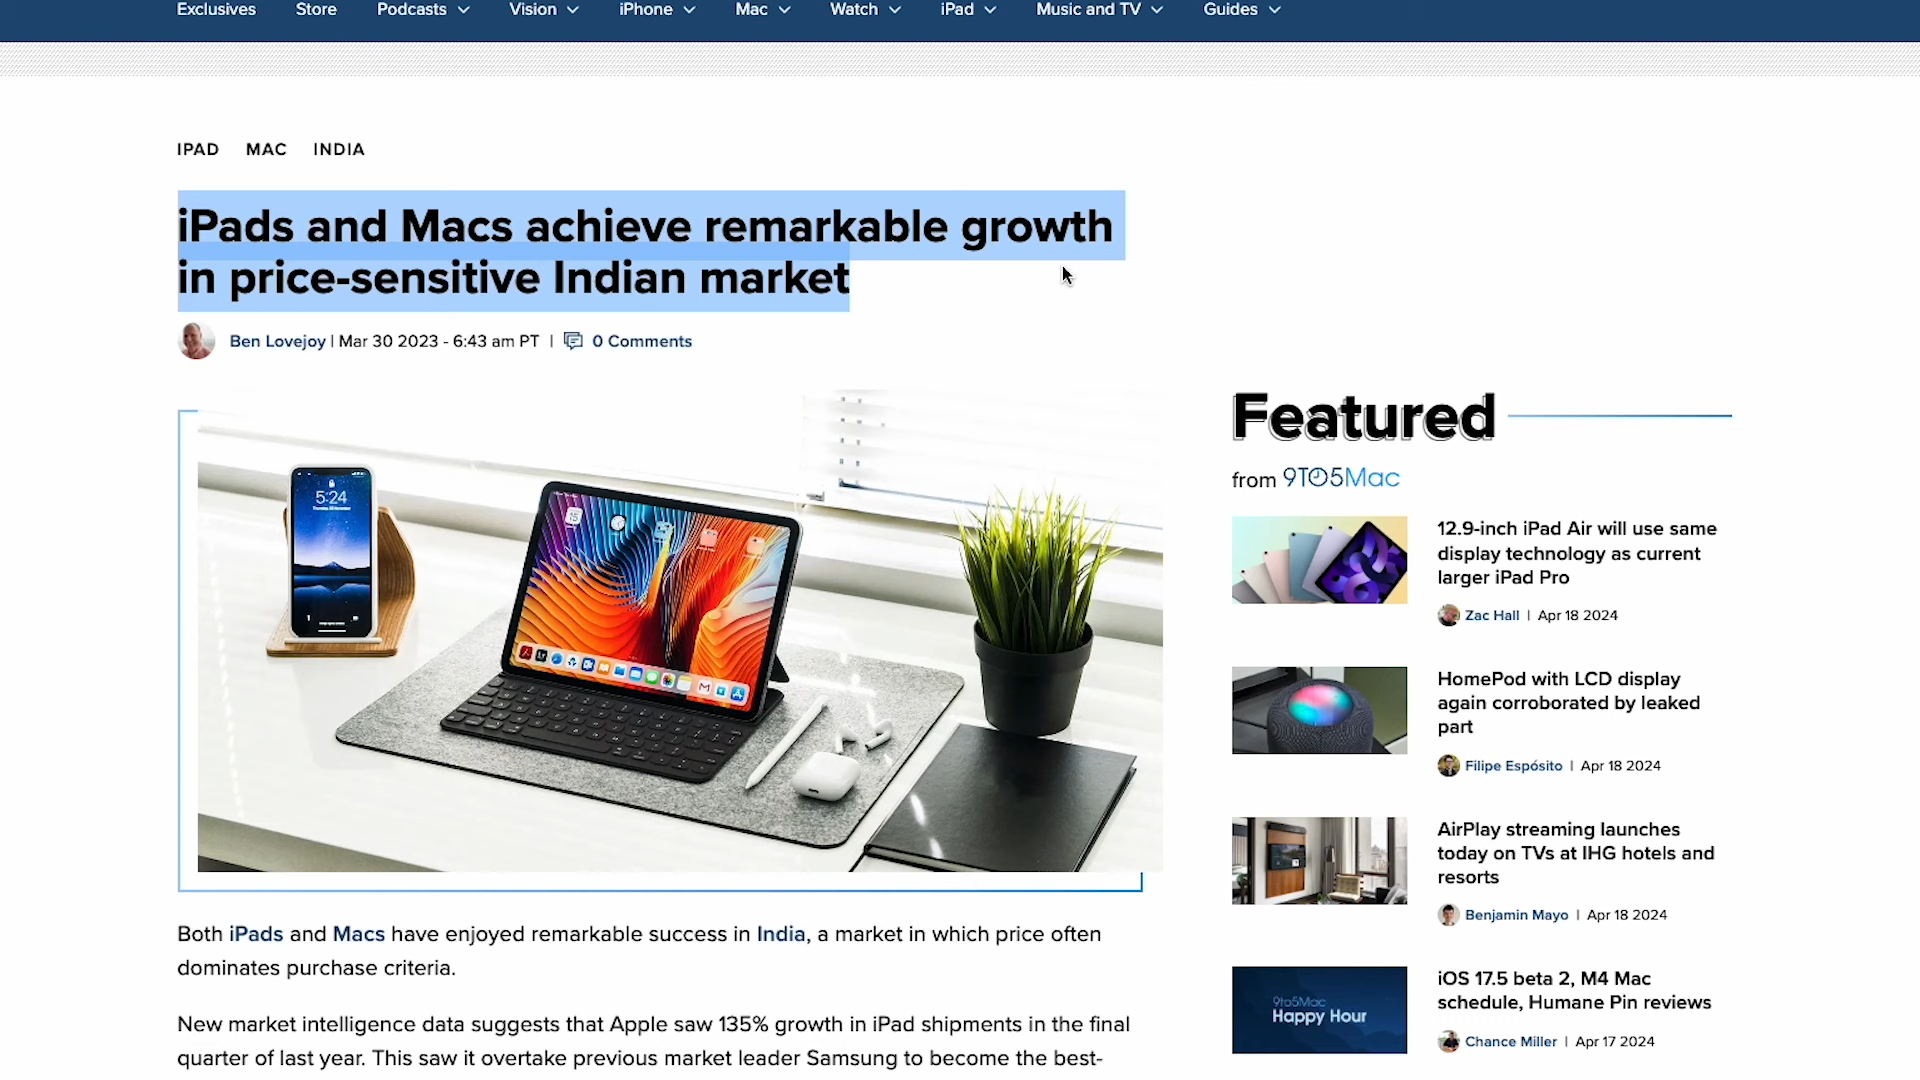 Exclusives Store Podcasts Vision iPhone Mac Watch iPad Music and TV Guides
IPAD MAC INDIA
iPads and Macs achieve remarkable growth
in price-sensitive Indian market
Ben Lovejoy | Mar 30 2023 - 6:43 am PT | 0 Comments
5:24
15
Featured
from 9TO5Mac
12.9-inch iPad Air will use same
display technology as current
larger iPad Pro
Zac Hall | Apr 18 2024
HomePod with LCD display
again corroborated by leaked
part
Filipe Espósito | Apr 18 2024
AirPlay streaming launches
today on TVs at IHG hotels and
resorts
Benjamin Mayo | Apr 18 2024
9to5Mac
Happy Hour
iOS 17.5 beta 2, M4 Mac
schedule, Humane Pin reviews
Chance Miller | Apr 17 2024
Both iPads and Macs have enjoyed remarkable success in India, a market in which price often
dominates purchase criteria.
New market intelligence data suggests that Apple saw 135% growth in iPad shipments in the final
quarter of last year. This saw it overtake previous market leader Samsung to become the best-